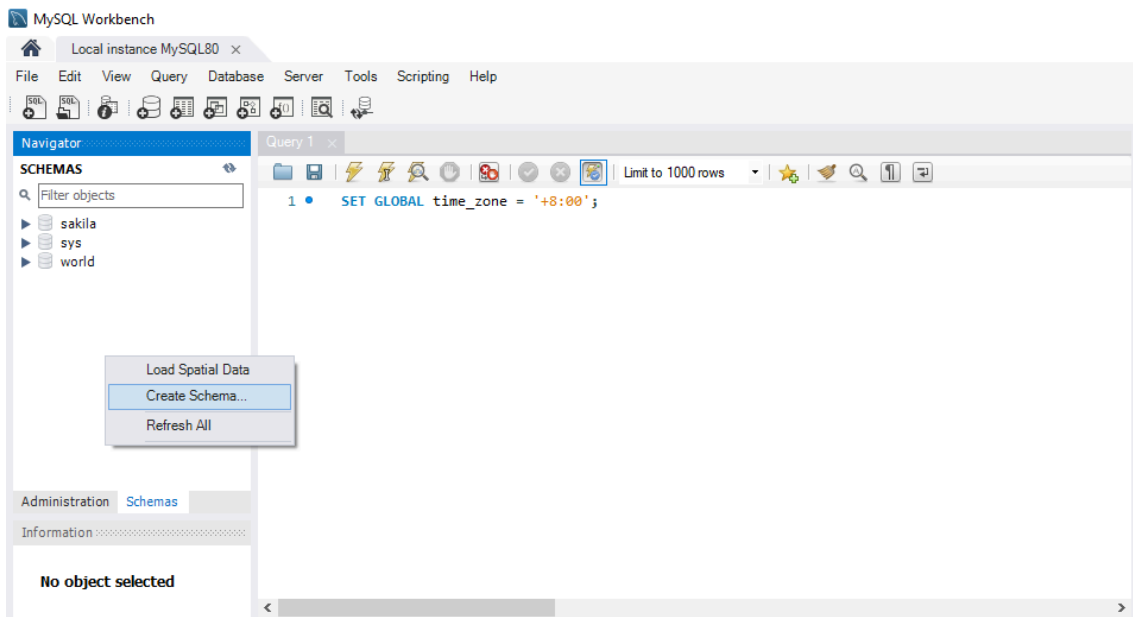 MySQL Workbench
Local instance MySQL80 ×
File Edit View Query Database Server Tools Scripting Help
Navigator
Query 1 ×
SCHEMAS
Limit to 1000 rows
Filter objects
1 SET GLOBAL time_zone = '+8:00';
sakila
sys
world
Load Spatial Data
Create Schema...
Refresh All
Administration Schemas
Information
No object selected